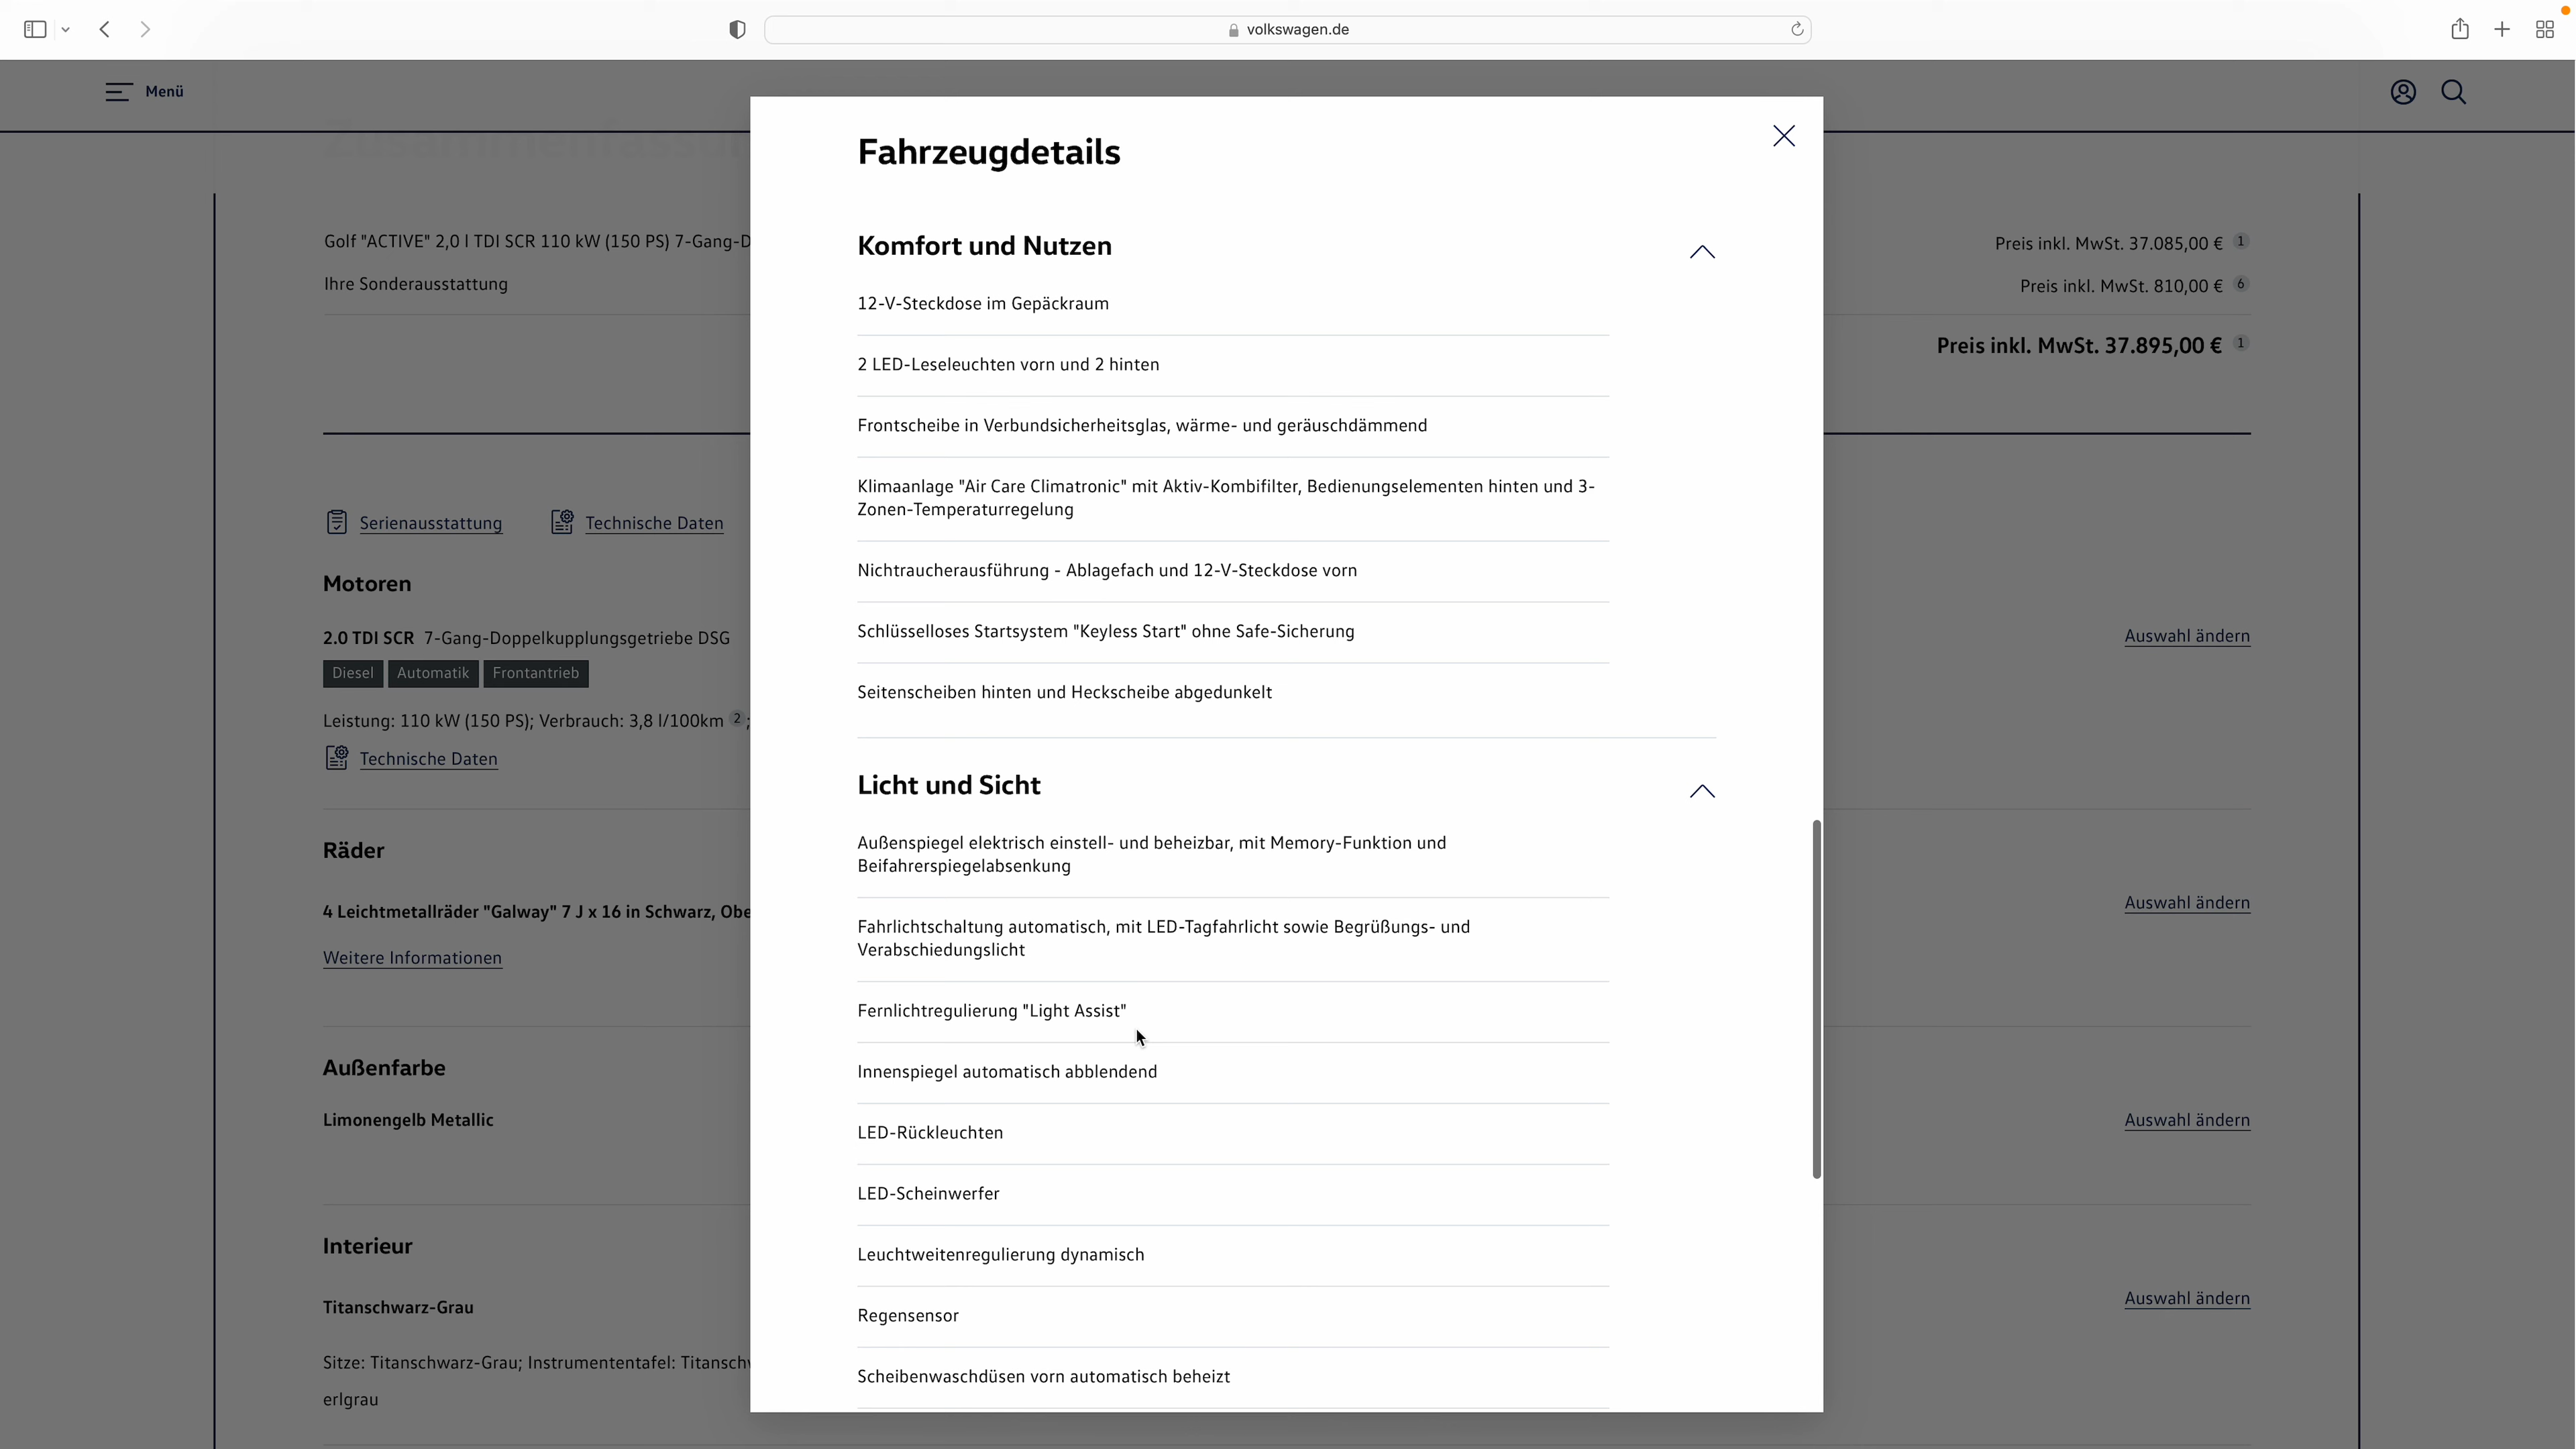 volkswagen.de
Menü
Golf "ACTIVE" 2,0 l TDI SCR 110 kW (150 PS) 7-Gang-D
Preis inkl. MwSt. 37.085,00 € 1
Ihre Sonderausstattung
Preis inkl. MwSt. 810,00 € 6
Preis inkl. MwSt. 37.895,00 € 1
Serienausstattung
Technische Daten
Motoren
2.0 TDI SCR 7-Gang-Doppelkupplungsgetriebe DSG
Auswahl ändern
Diesel
Automatik
Frontantrieb
Leistung: 110 kW (150 PS); Verbrauch: 3,8 l/100km 2 ;
Technische Daten
Räder
4 Leichtmetallräder "Galway" 7 J x 16 in Schwarz, Obe
Auswahl ändern
Weitere Informationen
Außenfarbe
Limonengelb Metallic
Auswahl ändern
Interieur
Titanschwarz-Grau
Auswahl ändern
Sitze: Titanschwarz-Grau; Instrumententafel: Titansch
erlgrau
Fahrzeugdetails
Komfort und Nutzen
12-V-Steckdose im Gepäckraum
2 LED-Leseleuchten vorn und 2 hinten
Frontscheibe in Verbundsicherheitsglas, wärme- und geräuschdämmend
Klimaanlage "Air Care Climatronic" mit Aktiv-Kombifilter, Bedienungselementen hinten und 3-
Zonen-Temperaturregelung
Nichtraucherausführung - Ablagefach und 12-V-Steckdose vorn
Schlüsselloses Startsystem "Keyless Start" ohne Safe-Sicherung
Seitenscheiben hinten und Heckscheibe abgedunkelt
Licht und Sicht
Außenspiegel elektrisch einstell- und beheizbar, mit Memory-Funktion und
Beifahrerspiegelabsenkung
Fahrlichtschaltung automatisch, mit LED-Tagfahrlicht sowie Begrüßungs- und
Verabschiedungslicht
Fernlichtregulierung "Light Assist"
Innenspiegel automatisch abblendend
LED-Rückleuchten
LED-Scheinwerfer
Leuchtweitenregulierung dynamisch
Regensensor
Scheibenwaschdüsen vorn automatisch beheizt